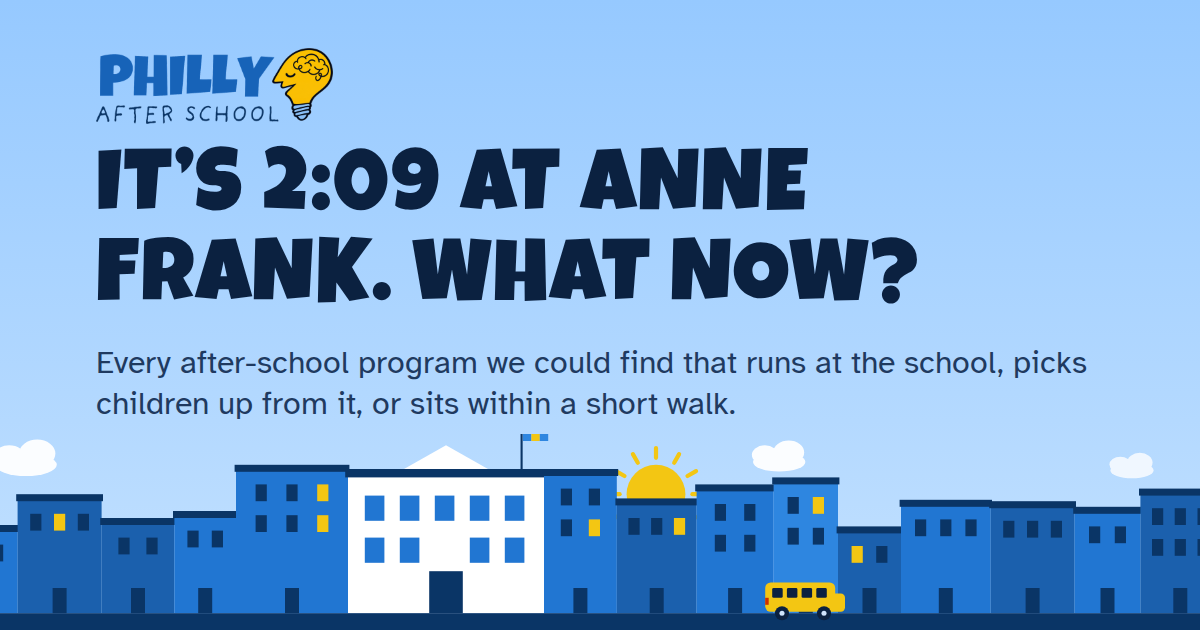 PHILLY
AFTER SCHOOL
IT’S 2:09 AT ANNE
FRANK. WHAT NOW?
Every after-school program we could find that runs at the school, picks
children up from it, or sits within a short walk.